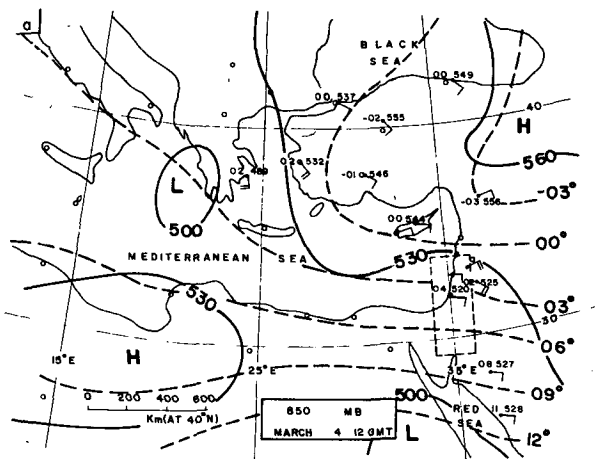 a
BLACK
SEA
00 549
00 537
40
-02 555
H
02 532
02 489
560
-01 546
L
-03°
-03 556
00 544
500
00°
MEDITERRANEAN SEA
530
02 525
04 520
03°
530
30
06°
H
15°E
25°E
35°E
08 527
09°
0 200 400 600
500
Km(AT 40°N)
RED
SEA
11 528
650 MB
MARCH 4 12 GMT
L
12°